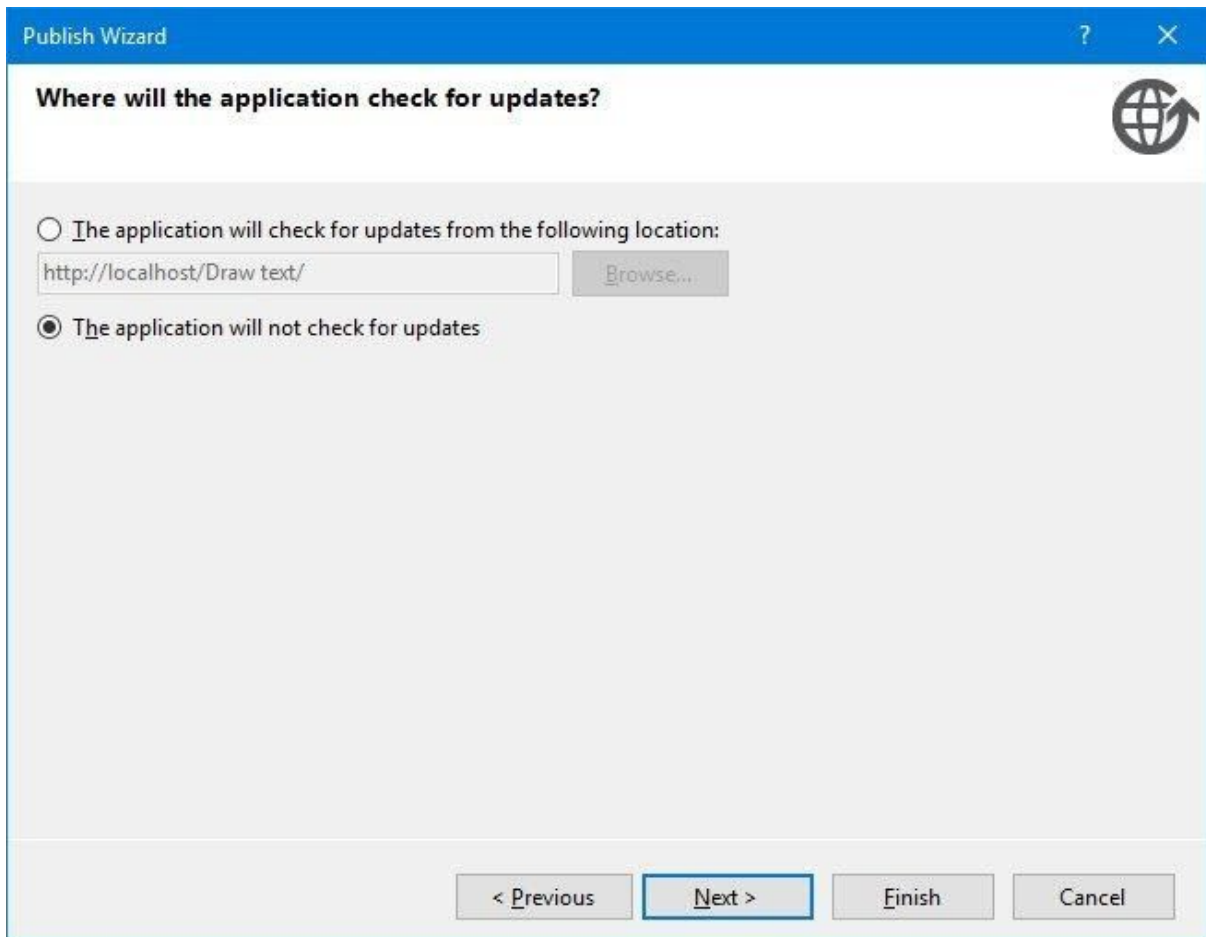 Publish Wizard ?
Where will the application check for updates?
The application will check for updates from the following location:
http://localhost/Draw text/ Browse...
The application will not check for updates
< Previous Next > Finish Cancel